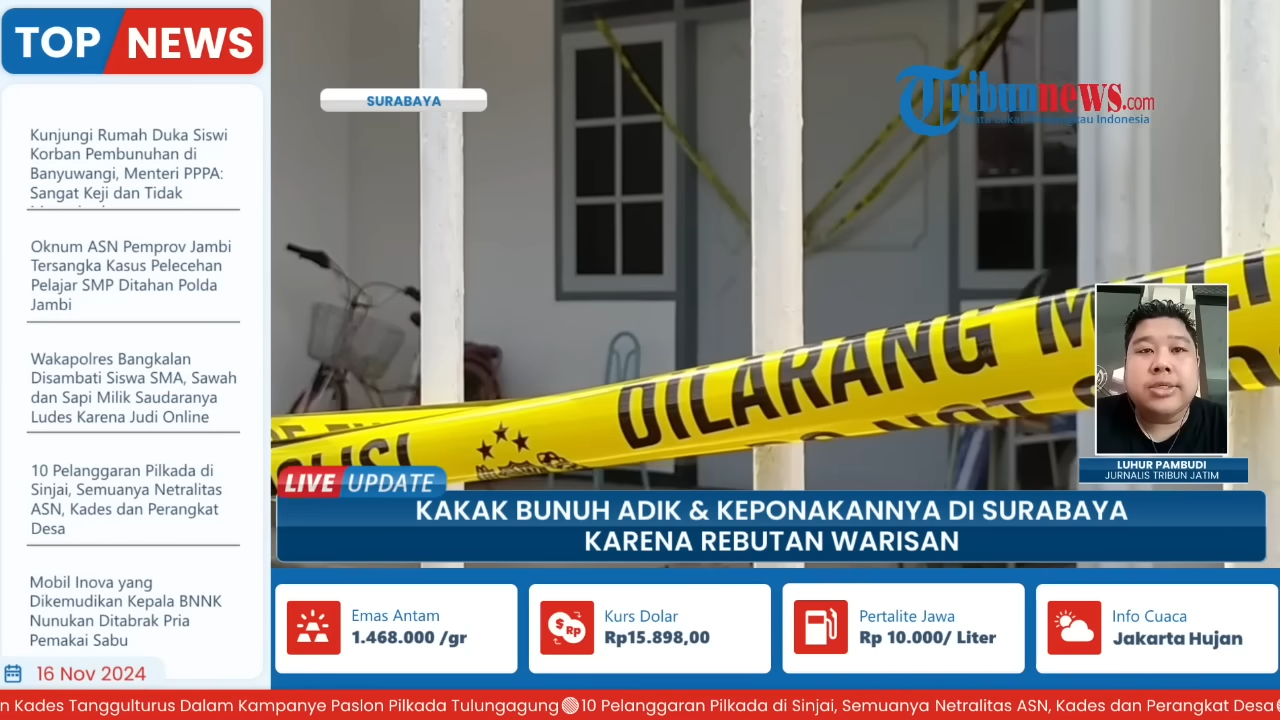 TOP NEWS
Kunjungi Rumah Duka Siswi
Korban Pembunuhan di
Banyuwangi, Menteri PPPA:
Sangat Keji dan Tidak
Oknum ASN Pemprov Jambi
Tersangka Kasus Pelecehan
Pelajar SMP Ditahan Polda
Jambi
Wakapolres Bangkalan
Disambati Siswa SMA, Sawah
dan Sapi Milik Saudaranya
Ludes Karena Judi Online
10 Pelanggaran Pilkada di
Sinjai, Semuanya Netralitas
ASN, Kades dan Perangkat
Desa
Mobil Inova yang
Dikemudikan Kepala BNNK
Nunukan Ditabrak Pria
Pemakai Sabu
16 Nov 2024
SURABAYA
Tribunnews.com
Indonesia
DILARANG
LUHUR PAMBUDI
JURNALIS TRIBUN JATIM
LIVE UPDATE
KAKAK BUNUH ADIK & KEPONAKANNYA DI SURABAYA
KARENA REBUTAN WARISAN
Emas Antam
1.468.000 /gr
Kurs Dolar
Rp15.898,00
Pertalite Jawa
Rp 10.000/ Liter
Info Cuaca
Jakarta Hujan
n Kades Tanggulturus Dalam Kampanye Paslon Pilkada Tulungagung 10 Pelanggaran Pilkada di Sinjai, Semuanya Netralitas ASN, Kades dan Perangkat Desa